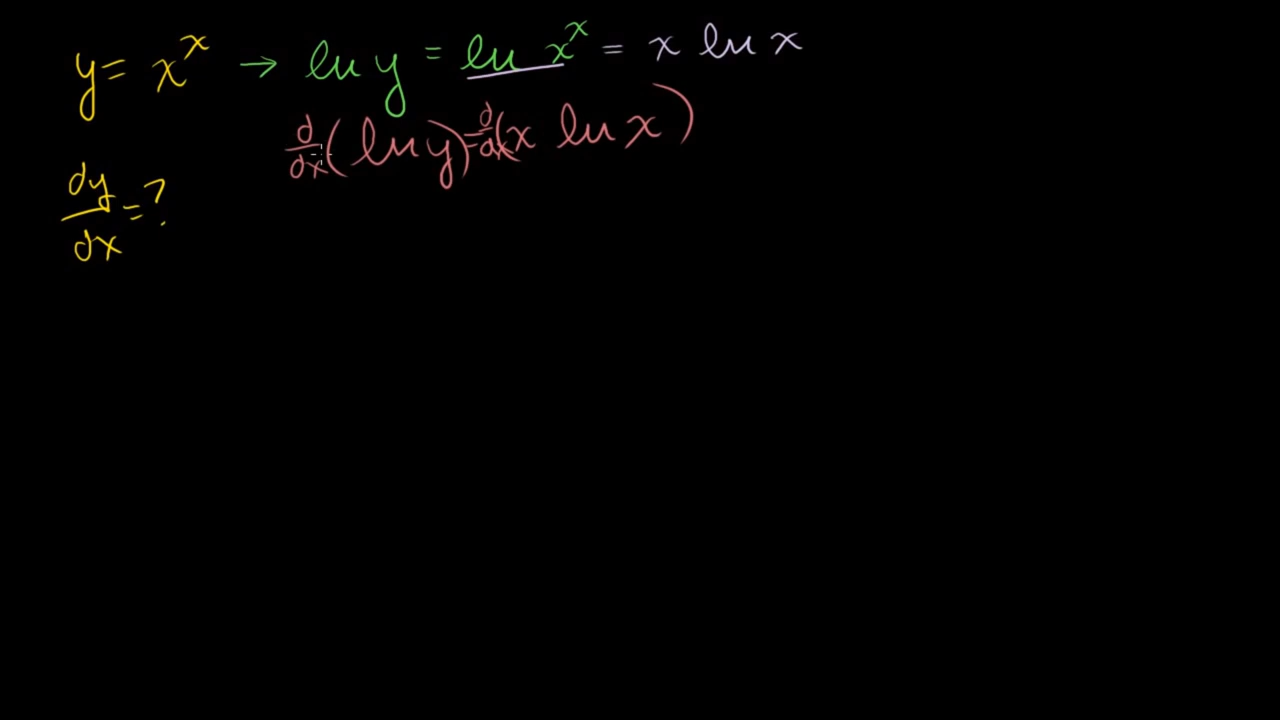 y = x^x → ln y = ln x^x = x ln x
d/dx (ln y) = d/dx (x ln x)
dy/dx = ?